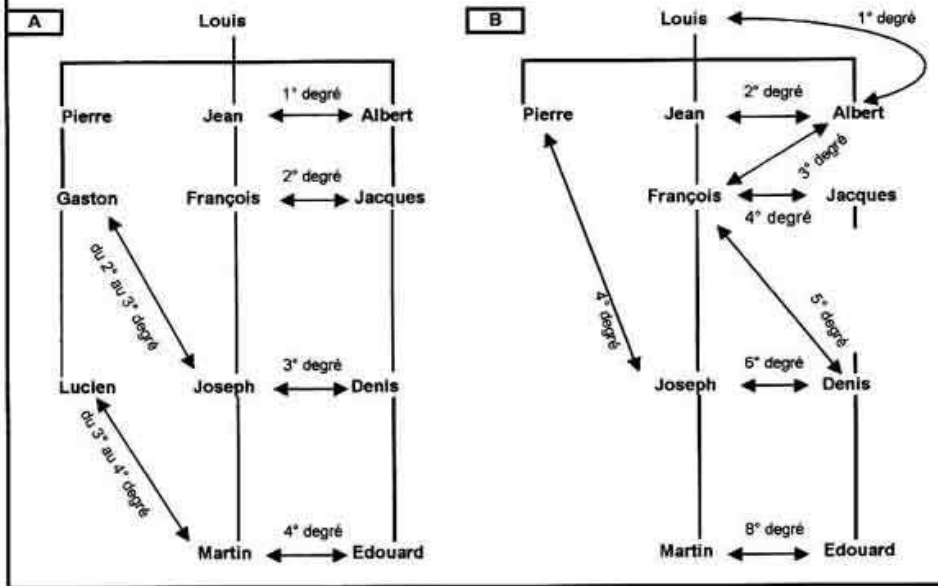 A
Louis
1° degré
Pierre Jean Albert
2° degré
Gaston François Jacques
du 2° au 3° degré
3° degré
Lucien Joseph Denis
du 3° au 4° degré
4° degré
Martin Edouard
B
Louis
1° degré
2° degré
Pierre Jean Albert
3° degré
François Jacques
4° degré
4° degré
5° degré
6° degré
Joseph Denis
8° degré
Martin Edouard